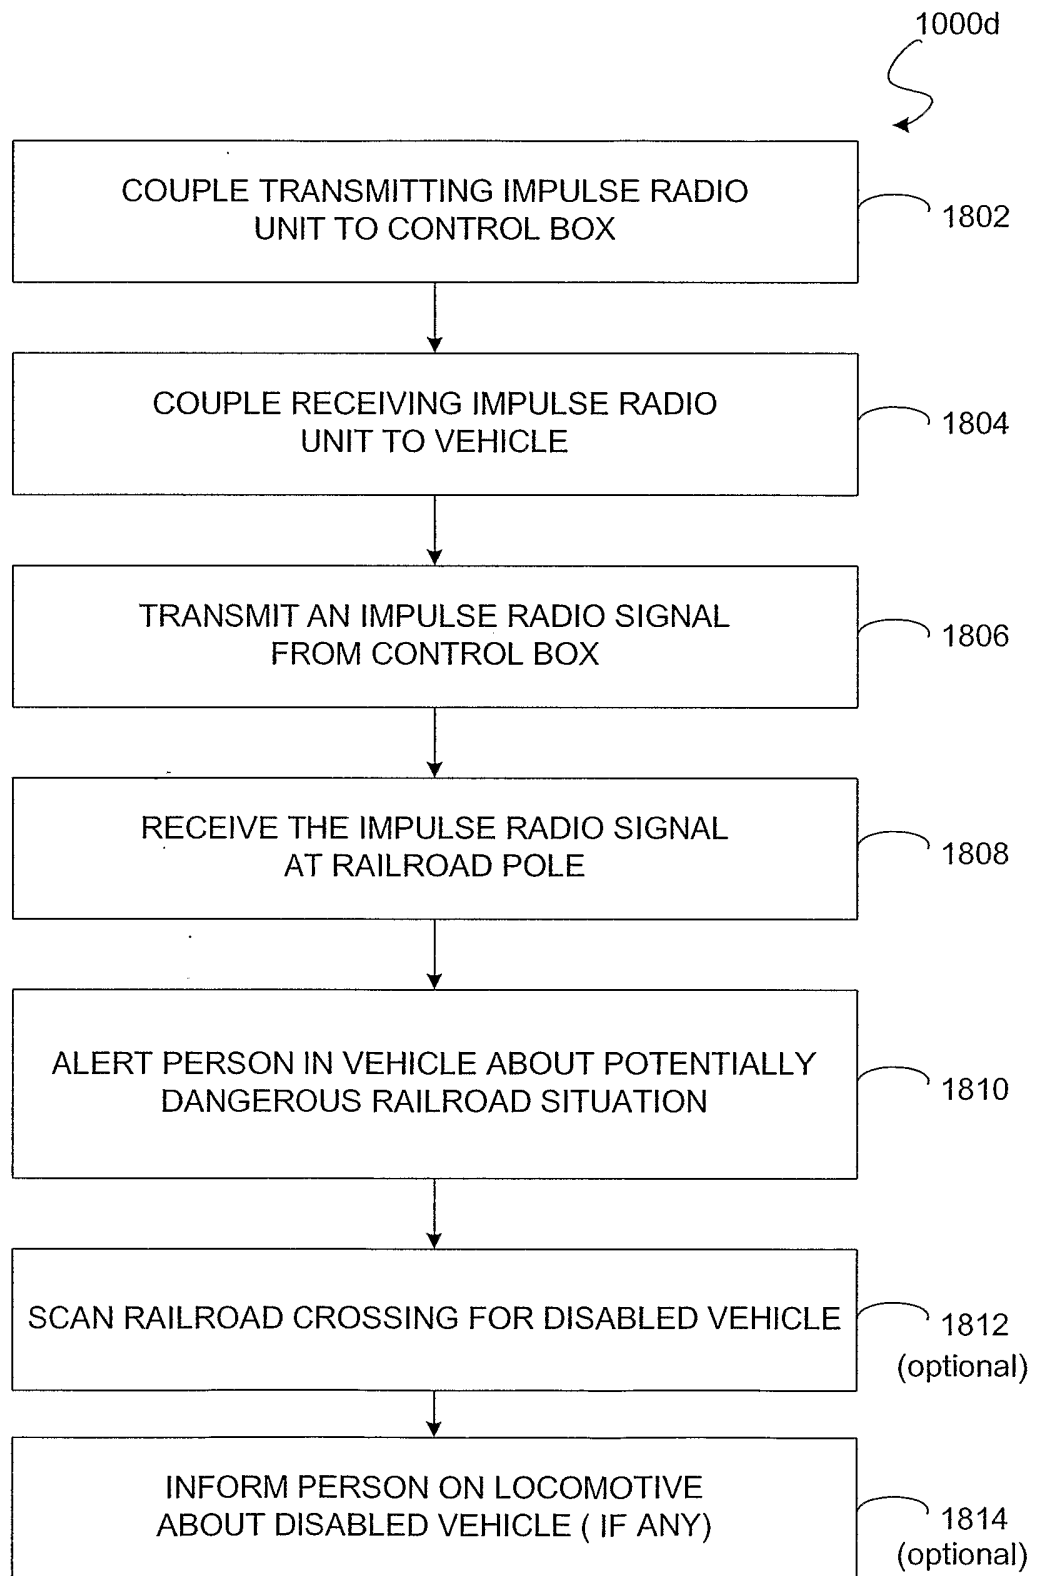 1000d
COUPLE TRANSMITTING IMPULSE RADIO
UNIT TO CONTROL BOX
1802
COUPLE RECEIVING IMPULSE RADIO
UNIT TO VEHICLE
1804
TRANSMIT AN IMPULSE RADIO SIGNAL
FROM CONTROL BOX
1806
RECEIVE THE IMPULSE RADIO SIGNAL
AT RAILROAD POLE
1808
ALERT PERSON IN VEHICLE ABOUT POTENTIALLY
DANGEROUS RAILROAD SITUATION
1810
SCAN RAILROAD CROSSING FOR DISABLED VEHICLE
1812
(optional)
INFORM PERSON ON LOCOMOTIVE
ABOUT DISABLED VEHICLE ( IF ANY)
1814
(optional)